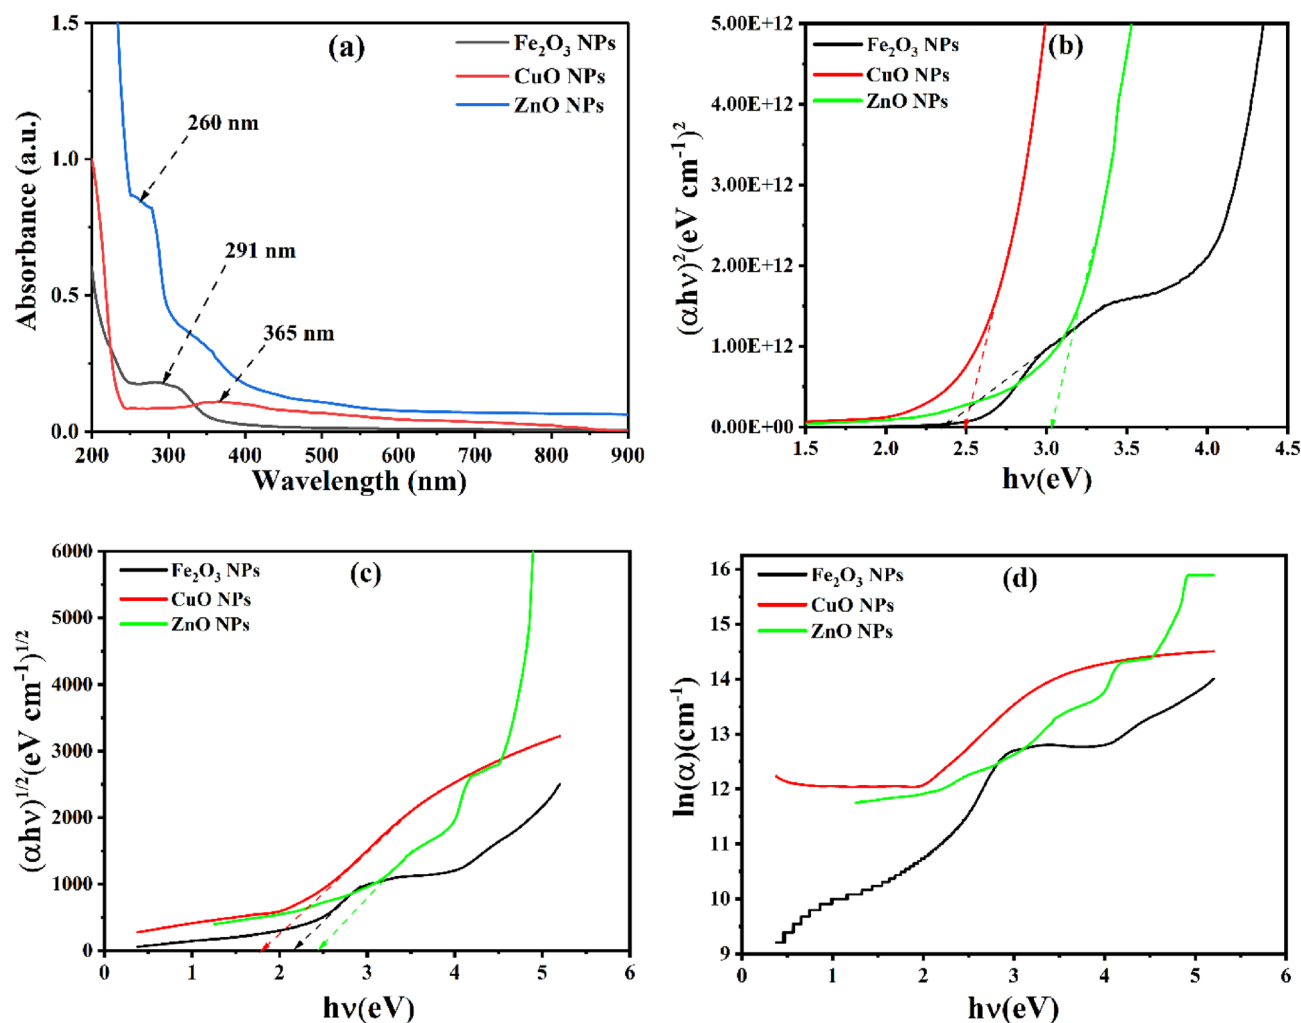 (a)
Fe₂O₃ NPs
CuO NPs
ZnO NPs
260 nm
291 nm
365 nm
1.5
1.0
0.5
0.0
200 300 400 500 600 700 800 900
Absorbance (a.u.)
Wavelength (nm)
(b)
Fe₂O₃ NPs
CuO NPs
ZnO NPs
5.00E+12
4.00E+12
3.00E+12
2.00E+12
1.00E+12
0.00E+00
1.5 2.0 2.5 3.0 3.5 4.0 4.5
(αhν)²(eV cm⁻¹)²
hν(eV)
(c)
Fe₂O₃ NPs
CuO NPs
ZnO NPs
6000
5000
4000
3000
2000
1000
0
0 1 2 3 4 5 6
(αhν)¹/²(eV cm⁻¹)¹/²
hν(eV)
(d)
Fe₂O₃ NPs
CuO NPs
ZnO NPs
16
15
14
13
12
11
10
9
0 1 2 3 4 5 6
ln(α)(cm⁻¹)
hν(eV)